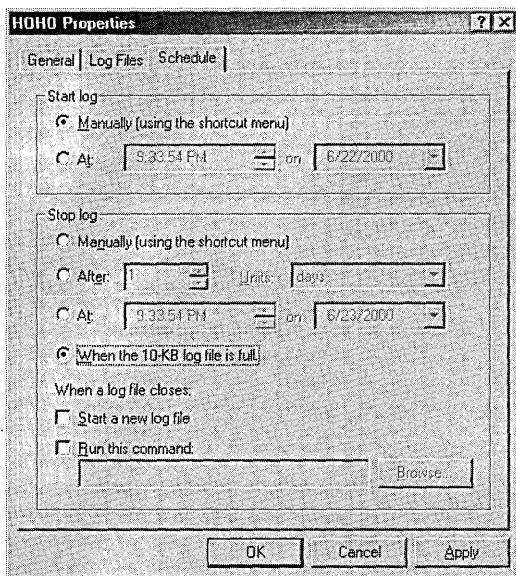 HOHO Properties ? X
General Log Files Schedule
Start log
Manually (using the shortcut menu)
At: 9:33:54 PM on 6/22/2000
Stop log
Manually (using the shortcut menu)
After: 1 Units: days
At: 9:33:54 PM on 6/23/2000
When the 10-KB log file is full.
When a log file closes:
Start a new log file
Run this command:
Browse...
OK Cancel Apply